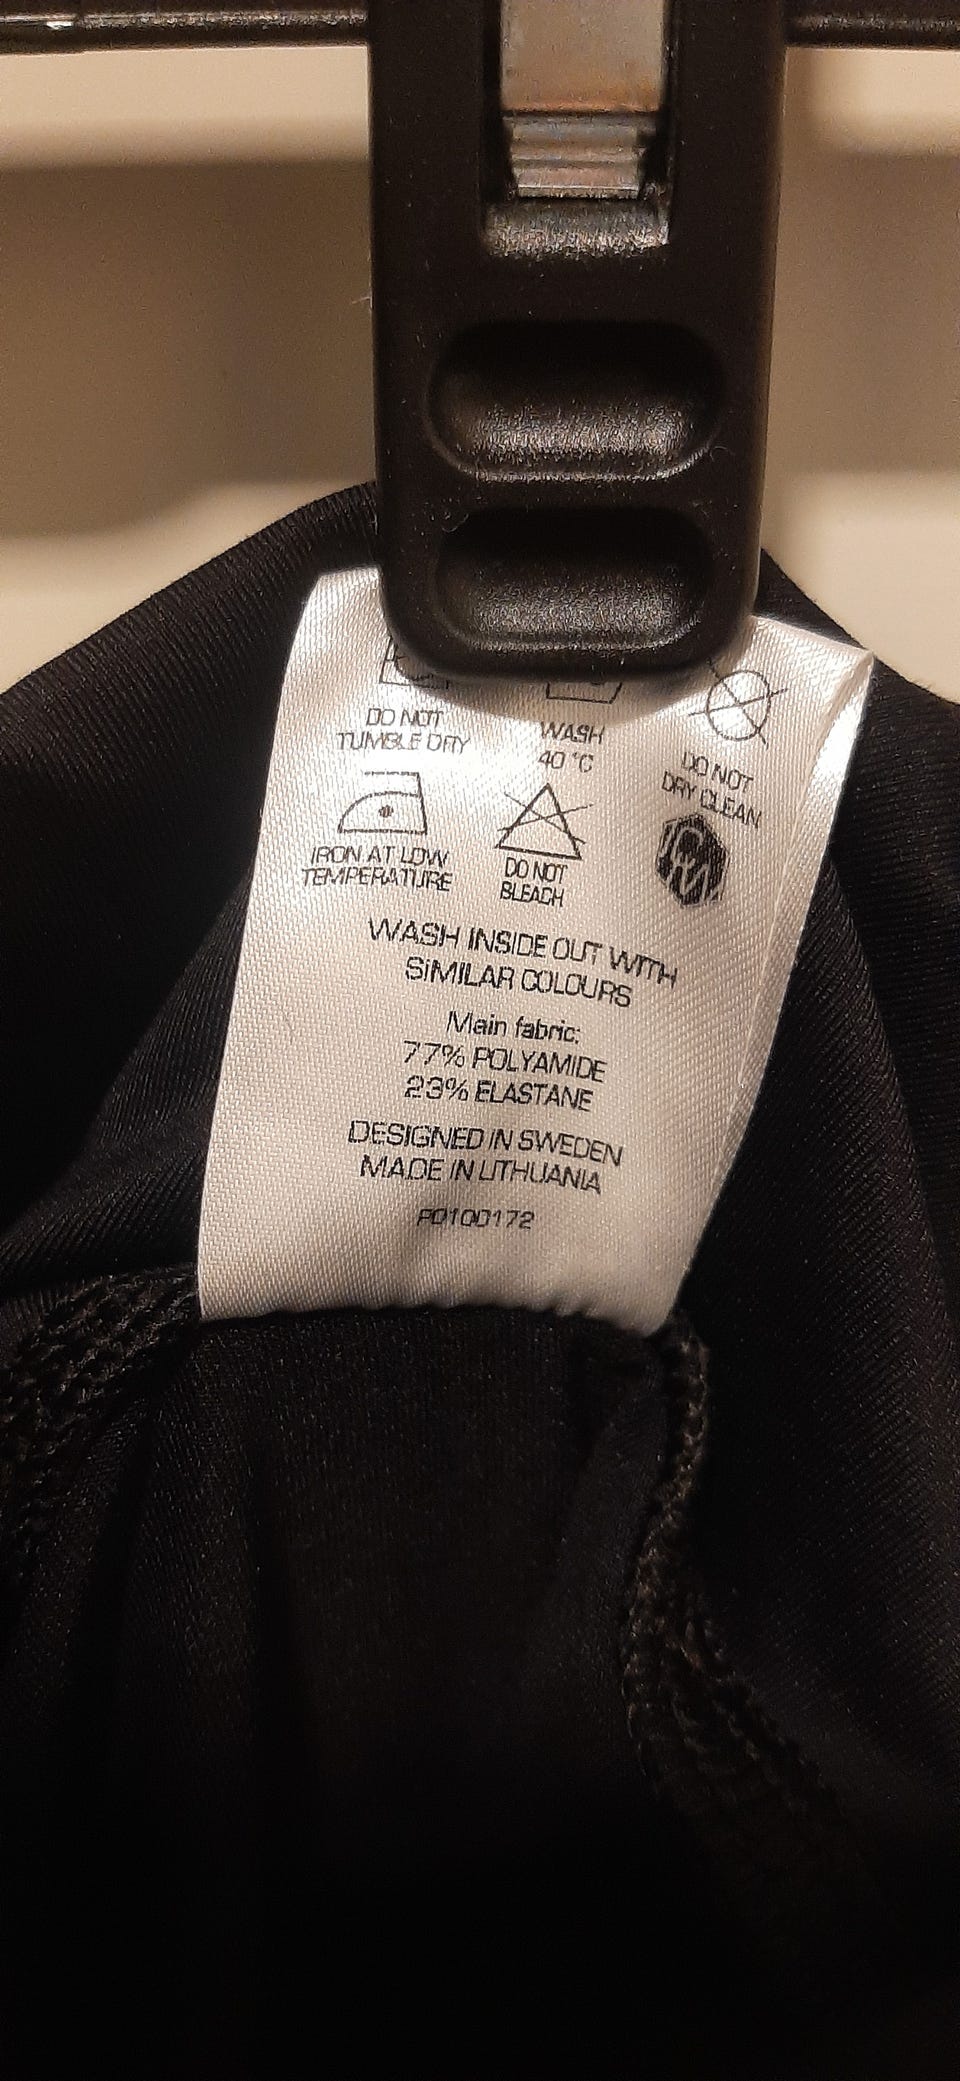 DO NOT
TUMBLE DRY
WASH
40°C
DO NOT
DRY CLEAN
IRON AT LOW
TEMPERATURE
DO NOT
BLEACH
WASH INSIDE OUT WITH
SIMILAR COLOURS
Main fabric:
77% POLYAMIDE
23% ELASTANE
DESIGNED IN SWEDEN
MADE IN LITHUANIA
P0100172